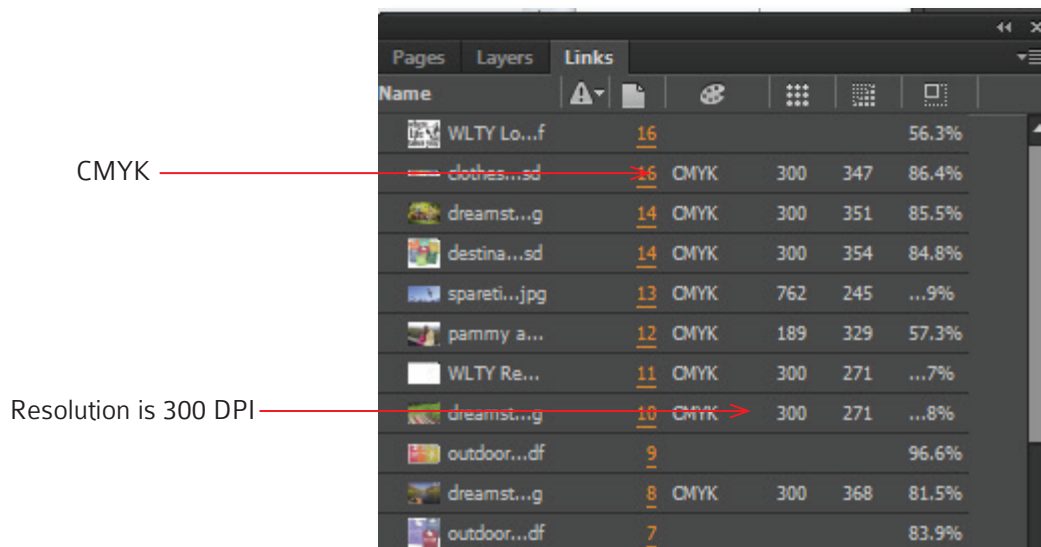 Pages Layers Links
Name
WLTY Lo...f 16 56.3%
CMYK clothes...sd 16 CMYK 300 347 86.4%
dreamst...g 14 CMYK 300 351 85.5%
destina...sd 14 CMYK 300 354 84.8%
spareti...jpg 13 CMYK 762 245 ...9%
pammy a... 12 CMYK 189 329 57.3%
WLTY Re... 11 CMYK 300 271 ...7%
Resolution is 300 DPI dreamst...g 10 CMYK 300 271 ...8%
outdoor...df 9 96.6%
dreamst...g 8 CMYK 300 368 81.5%
outdoor...df 7 83.9%